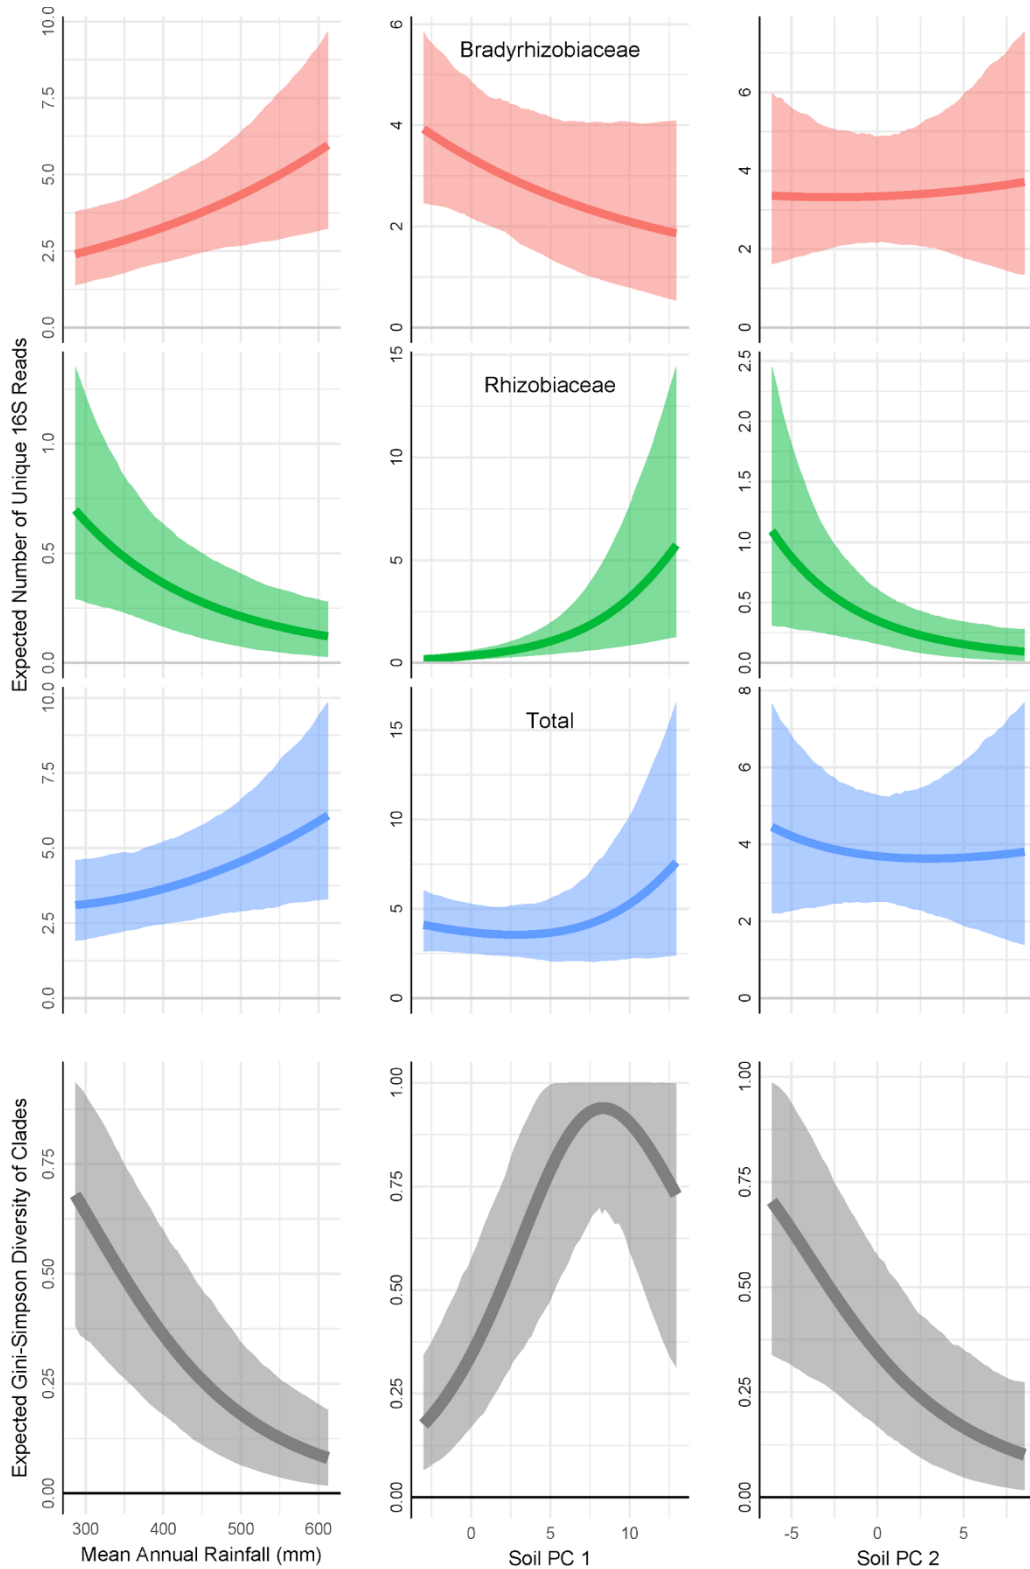 Expected Number of Unique 16S Reads
0.0 2.5 5.0 7.5 10.0
Bradyrhizobiaceae
0 2 4 6
0 2 4 6
0.0 0.5 1.0
Rhizobiaceae
0 5 10 15
0.0 0.5 1.0 1.5 2.0 2.5
0.0 2.5 5.0 7.5 10.0
Total
0 5 10 15
0 2 4 6 8
Expected Gini-Simpson Diversity of Clades
0.00 0.25 0.50 0.75
0.00 0.25 0.50 0.75 1.00
0.00 0.25 0.50 0.75 1.00
300 400 500 600
Mean Annual Rainfall (mm)
0 5 10
Soil PC 1
-5 0 5
Soil PC 2